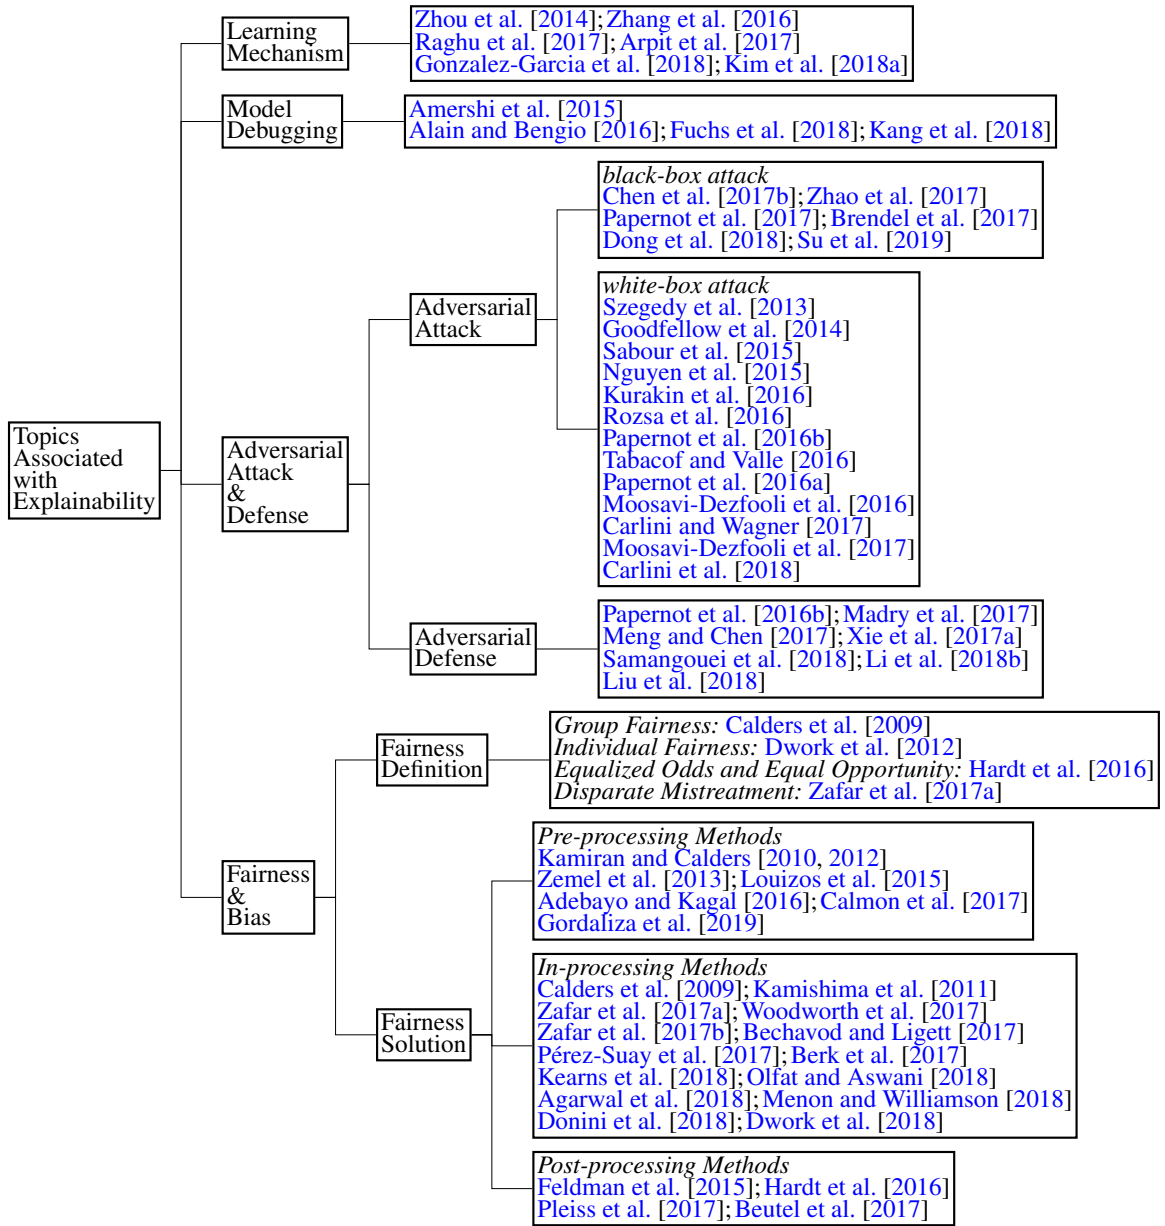 Learning
Mechanism
Zhou et al. [2014]; Zhang et al. [2016]
Raghu et al. [2017]; Arpit et al. [2017]
Gonzalez-Garcia et al. [2018]; Kim et al. [2018a]
Model
Debugging
Amershi et al. [2015]
Alain and Bengio [2016]; Fuchs et al. [2018]; Kang et al. [2018]
Topics
Associated
with
Explainability
Adversarial
Attack
&
Defense
Adversarial
Attack
black-box attack
Chen et al. [2017b]; Zhao et al. [2017]
Papernot et al. [2017]; Brendel et al. [2017]
Dong et al. [2018]; Su et al. [2019]
white-box attack
Szegedy et al. [2013]
Goodfellow et al. [2014]
Sabour et al. [2015]
Nguyen et al. [2015]
Kurakin et al. [2016]
Rozsa et al. [2016]
Papernot et al. [2016b]
Tabacof and Valle [2016]
Papernot et al. [2016a]
Moosavi-Dezfooli et al. [2016]
Carlini and Wagner [2017]
Moosavi-Dezfooli et al. [2017]
Carlini et al. [2018]
Adversarial
Defense
Papernot et al. [2016b]; Madry et al. [2017]
Meng and Chen [2017]; Xie et al. [2017a]
Samangouei et al. [2018]; Li et al. [2018b]
Liu et al. [2018]
Fairness
&
Bias
Fairness
Definition
Group Fairness: Calders et al. [2009]
Individual Fairness: Dwork et al. [2012]
Equalized Odds and Equal Opportunity: Hardt et al. [2016]
Disparate Mistreatment: Zafar et al. [2017a]
Fairness
Solution
Pre-processing Methods
Kamiran and Calders [2010, 2012]
Zemel et al. [2013]; Louizos et al. [2015]
Adebayo and Kagal [2016]; Calmon et al. [2017]
Gordaliza et al. [2019]
In-processing Methods
Calders et al. [2009]; Kamishima et al. [2011]
Zafar et al. [2017a]; Woodworth et al. [2017]
Zafar et al. [2017b]; Bechavod and Ligett [2017]
Pérez-Suay et al. [2017]; Berk et al. [2017]
Kearns et al. [2018]; Olfat and Aswani [2018]
Agarwal et al. [2018]; Menon and Williamson [2018]
Donini et al. [2018]; Dwork et al. [2018]
Post-processing Methods
Feldman et al. [2015]; Hardt et al. [2016]
Pleiss et al. [2017]; Beutel et al. [2017]